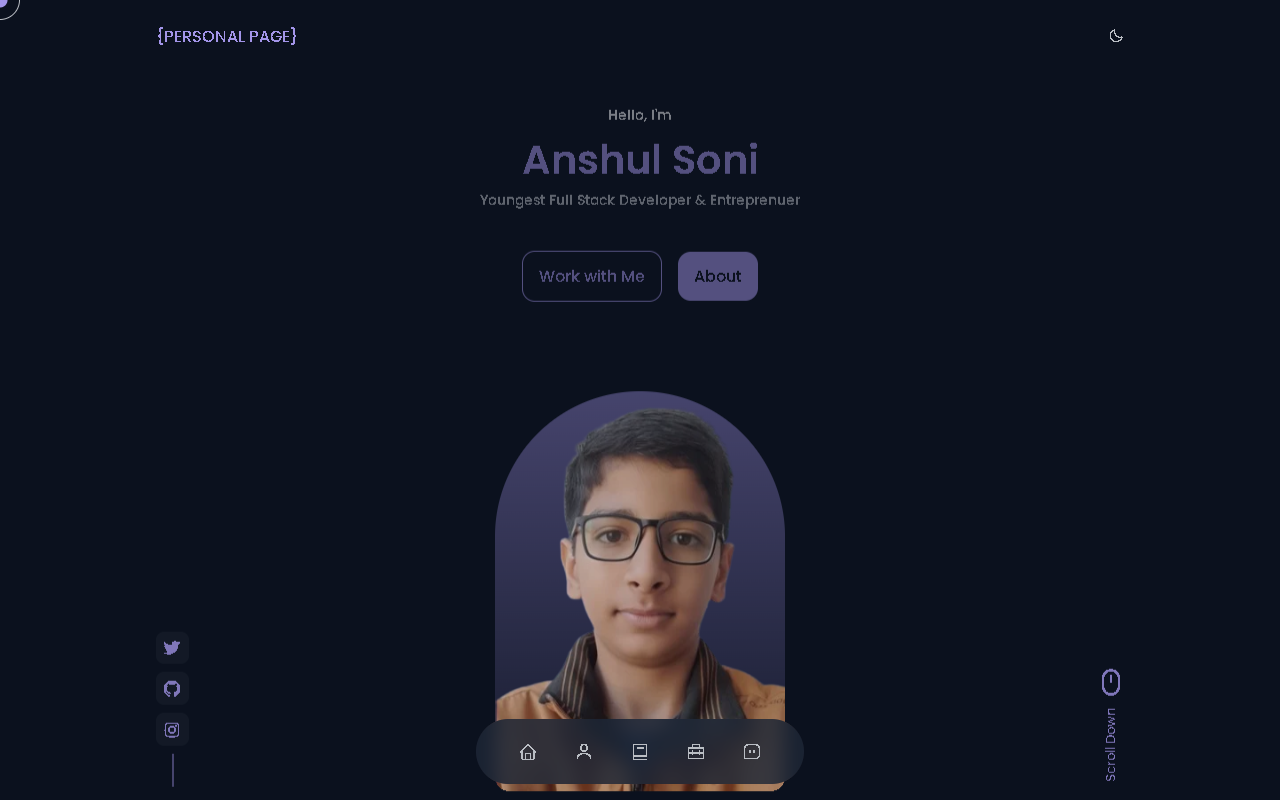 {PERSONAL PAGE}
Hello, I'm
Anshul Soni
Youngest Full Stack Developer & Entreprenuer
Work with Me
About
Scroll Down